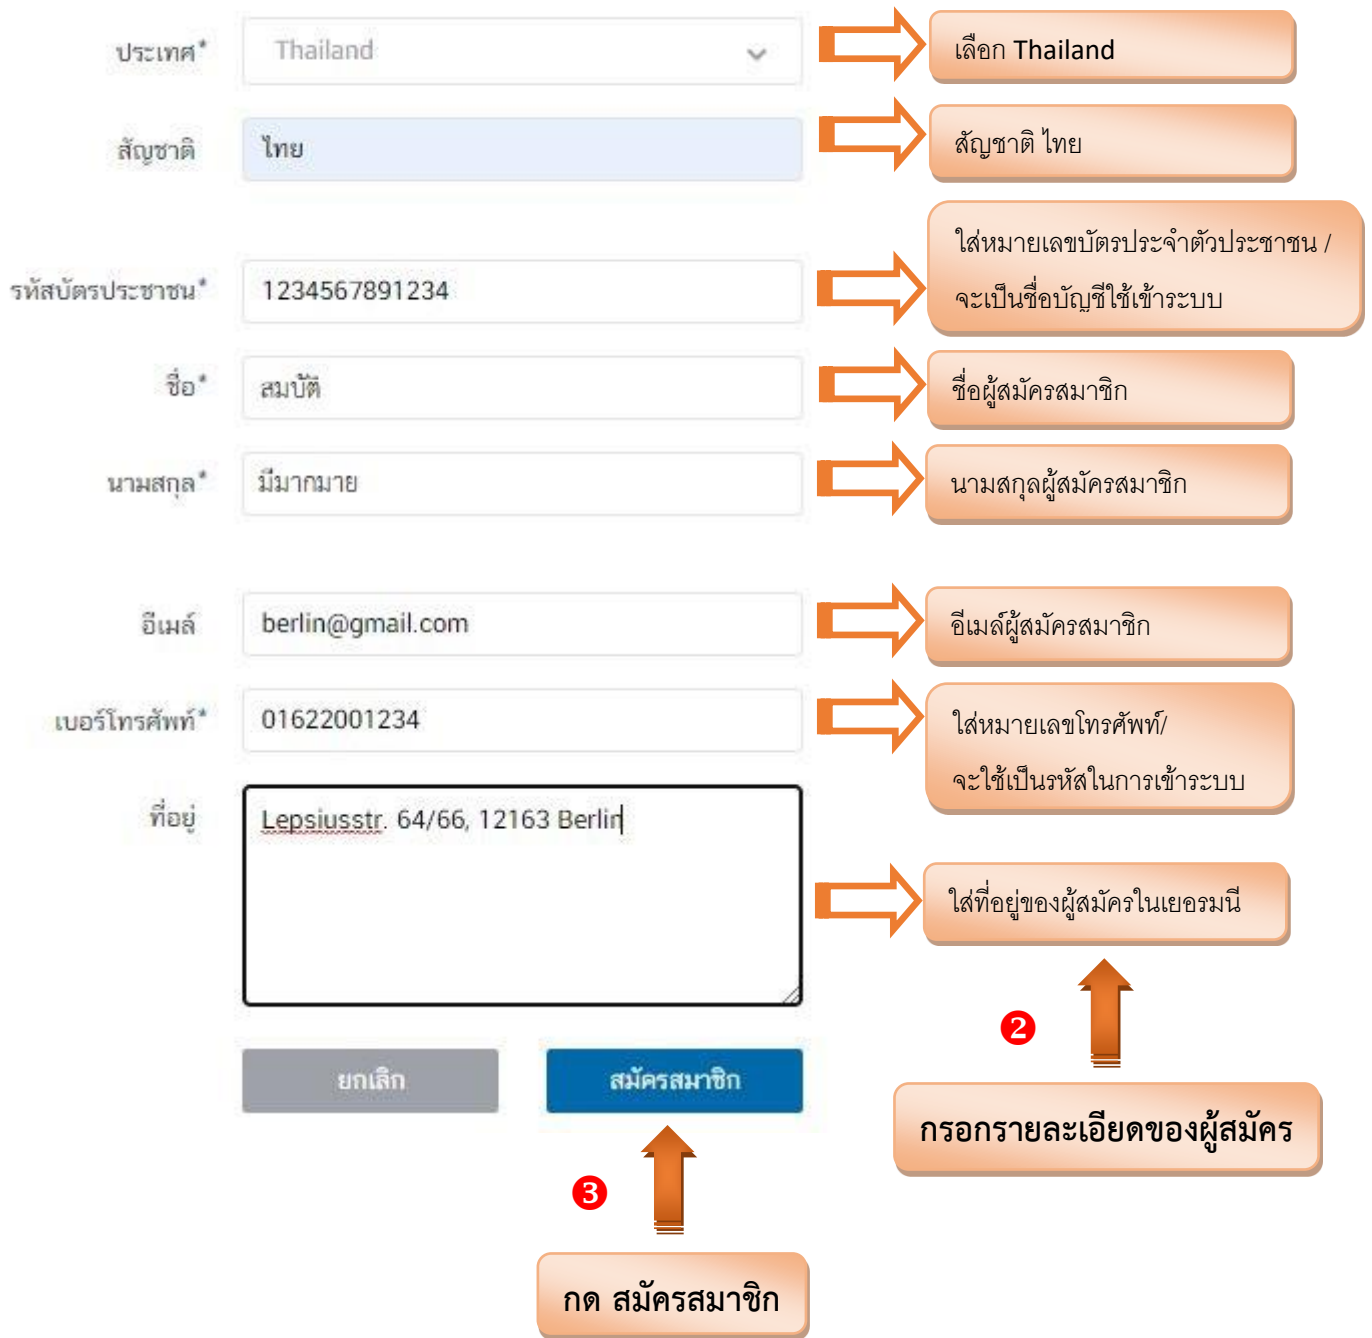 ประเทศ*
Thailand
เลือก Thailand
สัญชาติ
ไทย
สัญชาติ ไทย
รหัสบัตรประชาชน*
1234567891234
ใส่หมายเลขบัตรประจำตัวประชาชน /
จะเป็นชื่อบัญชีใช้เข้าระบบ
ชื่อ*
สมบัติ
ชื่อผู้สมัครสมาชิก
นามสกุล*
มีมากมาย
นามสกุลผู้สมัครสมาชิก
อีเมล์
berlin@gmail.com
อีเมล์ผู้สมัครสมาชิก
เบอร์โทรศัพท์*
01622001234
ใส่หมายเลขโทรศัพท์/
จะใช้เป็นรหัสในการเข้าระบบ
ที่อยู่
Lepsiusstr. 64/66, 12163 Berlin
ใส่ที่อยู่ของผู้สมัครในเยอรมนี
2
ยกเลิก
สมัครสมาชิก
กรอกรายละเอียดของผู้สมัคร
3
กด สมัครสมาชิก